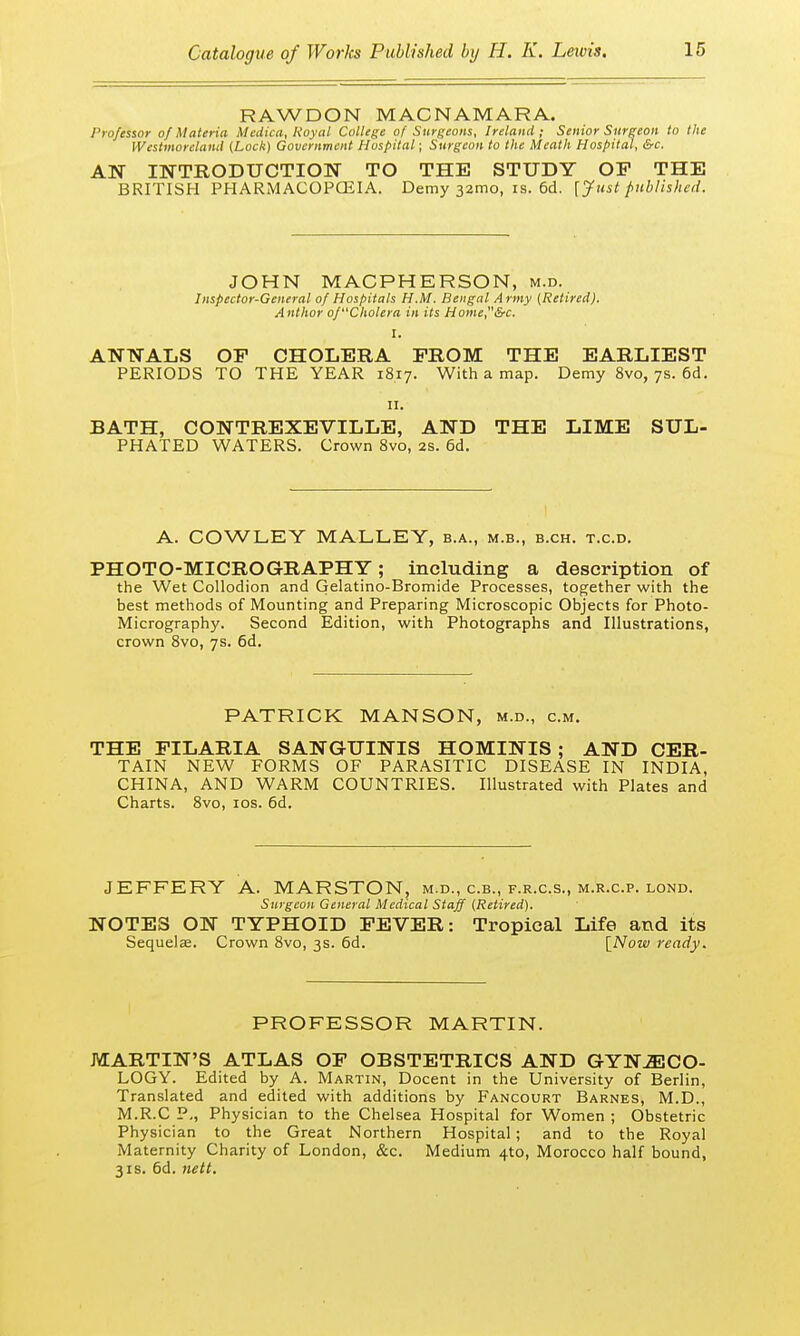 Catalogue of Works Published by H. K. Lewis. 15
RAWDON MACNAMARA.
Professor of Materia Medica, Royal College of Surgeons, Ireland; Senior Surgeon to the
Westmoreland (Lock) Government Hospital; Surgeon to the Meath Hospital, &c.
AN INTRODUCTION TO THE STUDY OF THE
BRITISH PHARMACOPŒIA. Demy 32mo, 1s. 6d. [Just published.
JOHN MACPHERSON, M.D.
Inspector-General of Hospitals H.M. Bengal Army (Retired).
Author of “Cholera in its Home,” &c.
I.
ANNALS OF CHOLERA FROM THE EARLIEST
PERIODS TO THE YEAR 1817. With a map. Demy 8vo, 7s. 6d.
II.
BATH, CONTREXEVILLE, AND THE LIME SUL-
PHATED WATERS. Crown 8vo, 2s. 6d.
A. COWLEY MALLEY, B.A., M.B., B.CH. T.C.D.
PHOTO-MICROGRAPHY; including a description of
the Wet Collodion and Gelatino-Bromide Processes, together with the
best methods of Mounting and Preparing Microscopic Objects for Photo-
Micrography. Second Edition, with Photographs and Illustrations,
crown 8vo, 7s. 6d.
PATRICK MANSON, M.D., C.M.
THE FILARIA SANGUINIS HOMINIS; AND CER-
TAIN NEW FORMS OF PARASITIC DISEASE IN INDIA,
CHINA, AND WARM COUNTRIES. Illustrated with Plates and
Charts. 8vo, 10s. 6d.
JEFFERY A. MARSTON, M.D., C.B., F.R.C.S., M.R.C.P. LOND.
Surgeon General Medical Staff (Retired).
NOTES ON TYPHOID FEVER: Tropical Life and its
Sequelæ. Crown 8vo, 3s. 6d. [Now ready.
PROFESSOR MARTIN.
MARTIN'S ATLAS OF OBSTETRICS AND GYNÆCO-
LOGY. Edited by A. Martin, Docent in the University of Berlin,
Translated and edited with additions by Fancourt Barnes, M.D.,
M.R.C P., Physician to the Chelsea Hospital for Women ; Obstetric
Physician to the Great Northern Hospital; and to the Royal
Maternity Charity of London, &c. Medium 4to, Morocco half bound,
31s. 6d. nett.